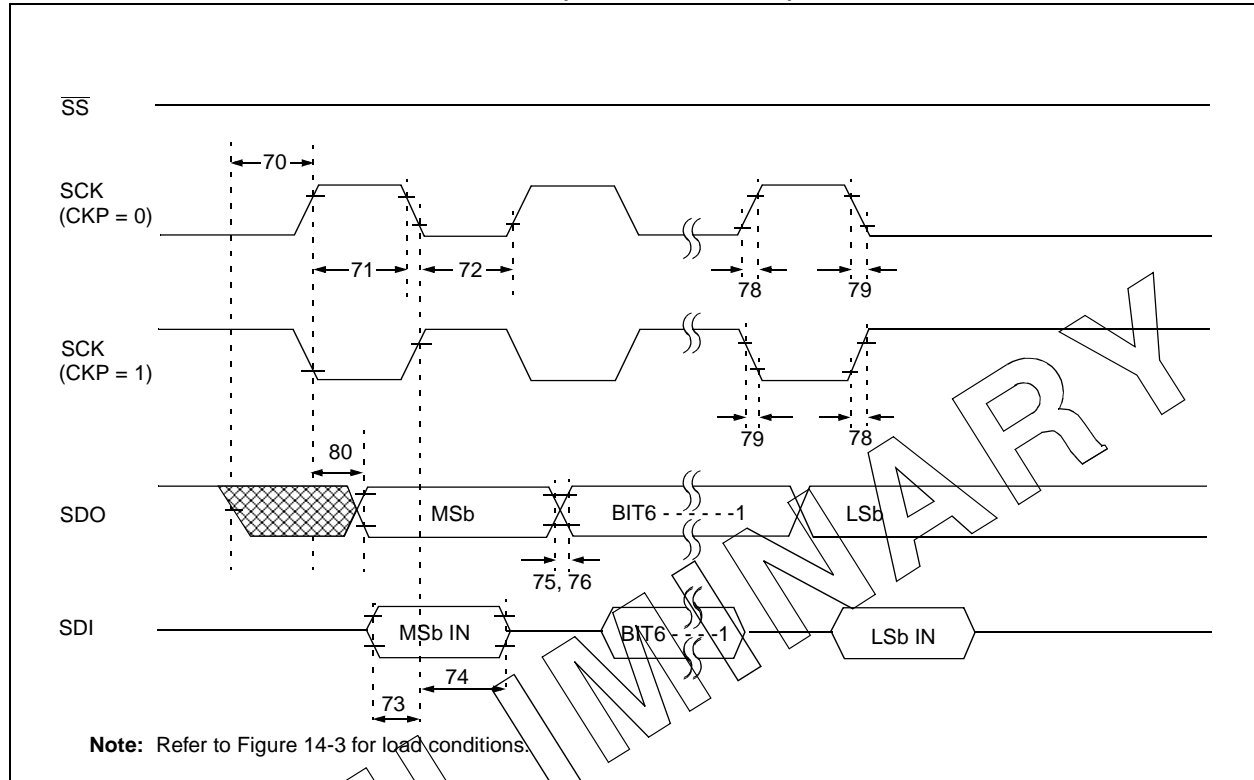 SS
70
SCK
(CKP = 0)
71
72
78
79
SCK
(CKP = 1)
79
78
80
SDO
MSb
BIT6 - - - - - -1
LSb
75, 76
SDI
MSb IN
BIT6 - - - -1
LSb IN
74
73
Note: Refer to Figure 14-3 for load conditions.
LIMINARY